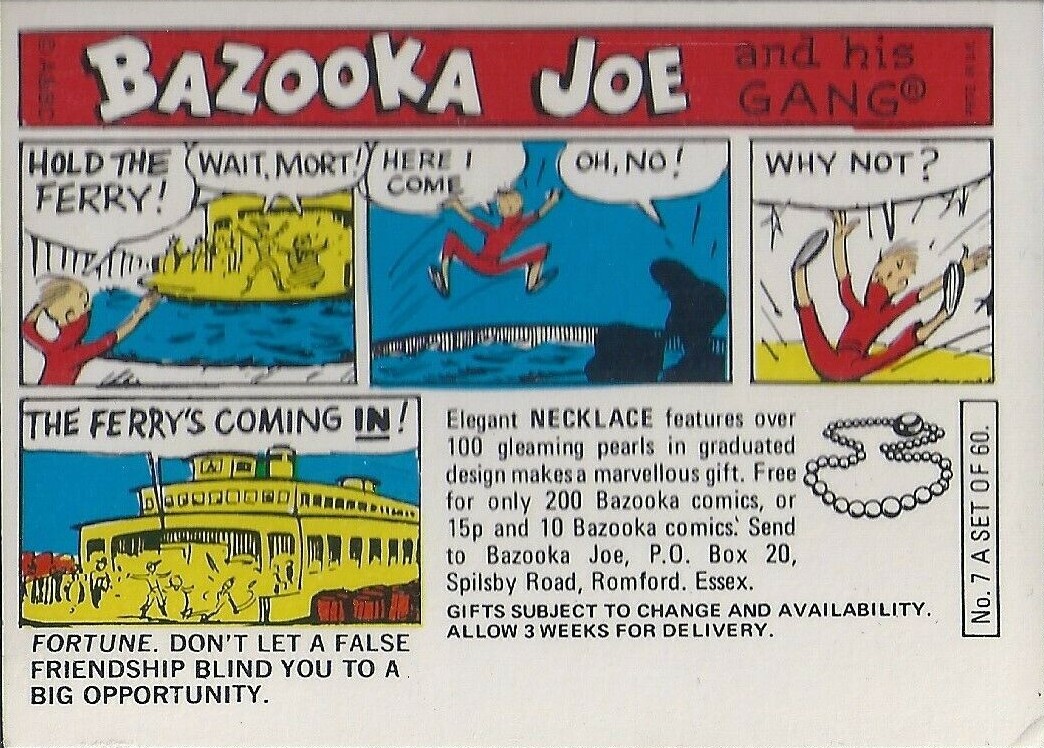 BAZOOKA JOE
and his
GANG®
HOLD THE
FERRY!
WAIT, MORT!
HERE I
COME
OH, NO!
WHY NOT?
THE FERRY'S COMING IN!
FORTUNE. DON'T LET A FALSE
FRIENDSHIP BLIND YOU TO A
BIG OPPORTUNITY.
Elegant NECKLACE features over
100 gleaming pearls in graduated
design makes a marvellous gift. Free
for only 200 Bazooka comics, or
15p and 10 Bazooka comics. Send
to Bazooka Joe, P.O. Box 20,
Spilsby Road, Romford. Essex.
GIFTS SUBJECT TO CHANGE AND AVAILABILITY.
ALLOW 3 WEEKS FOR DELIVERY.
No. 7 A SET OF 60.